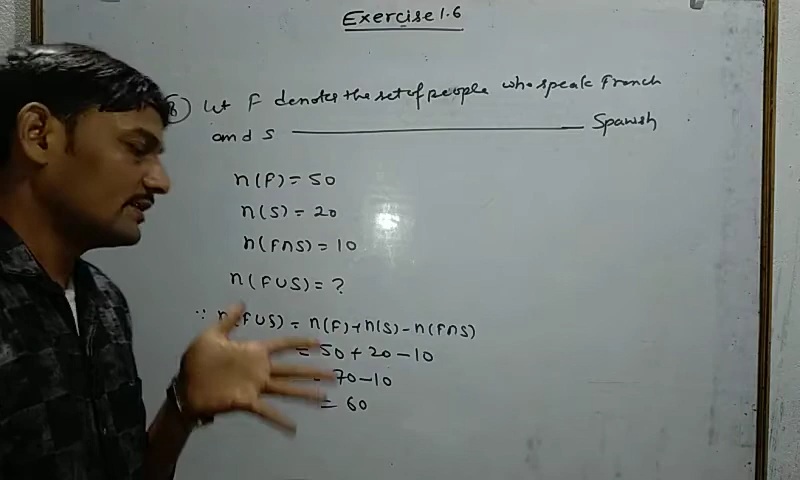 Exercise 1.6
8) Let F denotes the set of people who speak French
and S ———————————— Spanish
n(F) = 50
n(S) = 20
n(F∩S) = 10
n(F∪S) = ?
∵ n(F∪S) = n(F)+n(S)-n(F∩S)
= 50 + 20 - 10
= 70 - 10
= 60